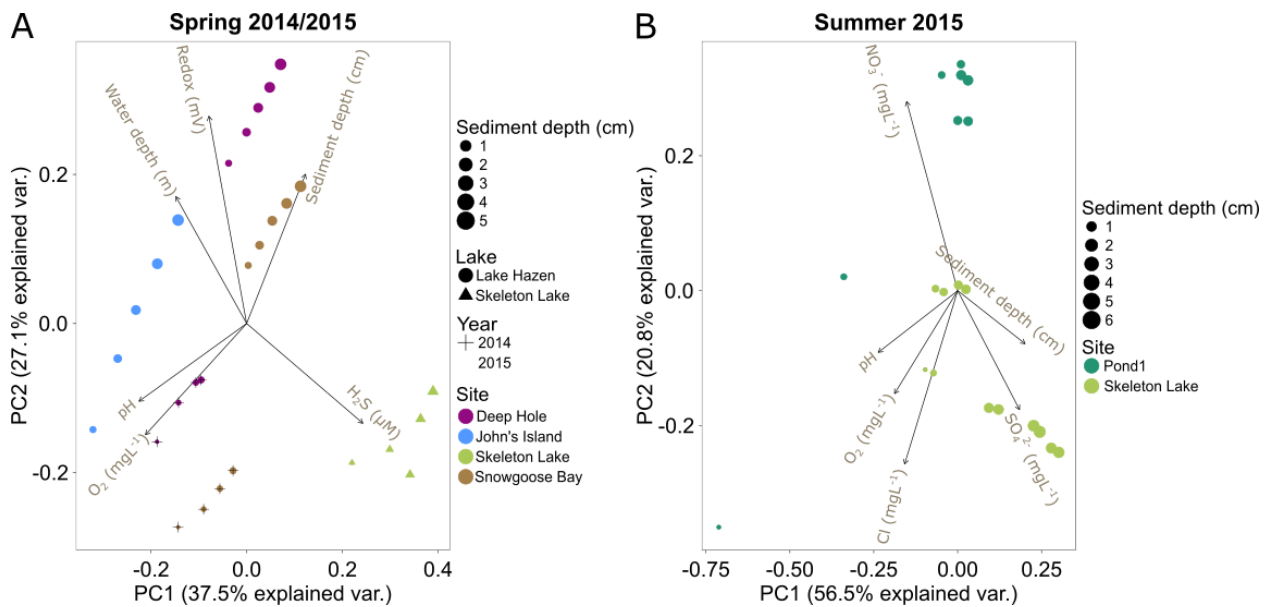 A
Spring 2014/2015
PC2 (27.1% explained var.)
0.2
0.0
-0.2
-0.2
0.0
0.2
0.4
PC1 (37.5% explained var.)
Water depth (m)
Redox (mV)
Sediment depth (cm)
pH
O₂ (mgL⁻¹)
H₂S (µM)
Sediment depth (cm)
1
2
3
4
5
Lake
Lake Hazen
Skeleton Lake
Year
2014
2015
Site
Deep Hole
John's Island
Skeleton Lake
Snowgoose Bay
B
Summer 2015
PC2 (20.8% explained var.)
0.2
0.0
-0.2
-0.75
-0.50
-0.25
0.00
0.25
PC1 (56.5% explained var.)
NO₃⁻ (mgL⁻¹)
Sediment depth (cm)
pH
O₂ (mgL⁻¹)
Cl (mgL⁻¹)
SO₄²⁻ (mgL⁻¹)
Sediment depth (cm)
1
2
3
4
5
6
Site
Pond1
Skeleton Lake